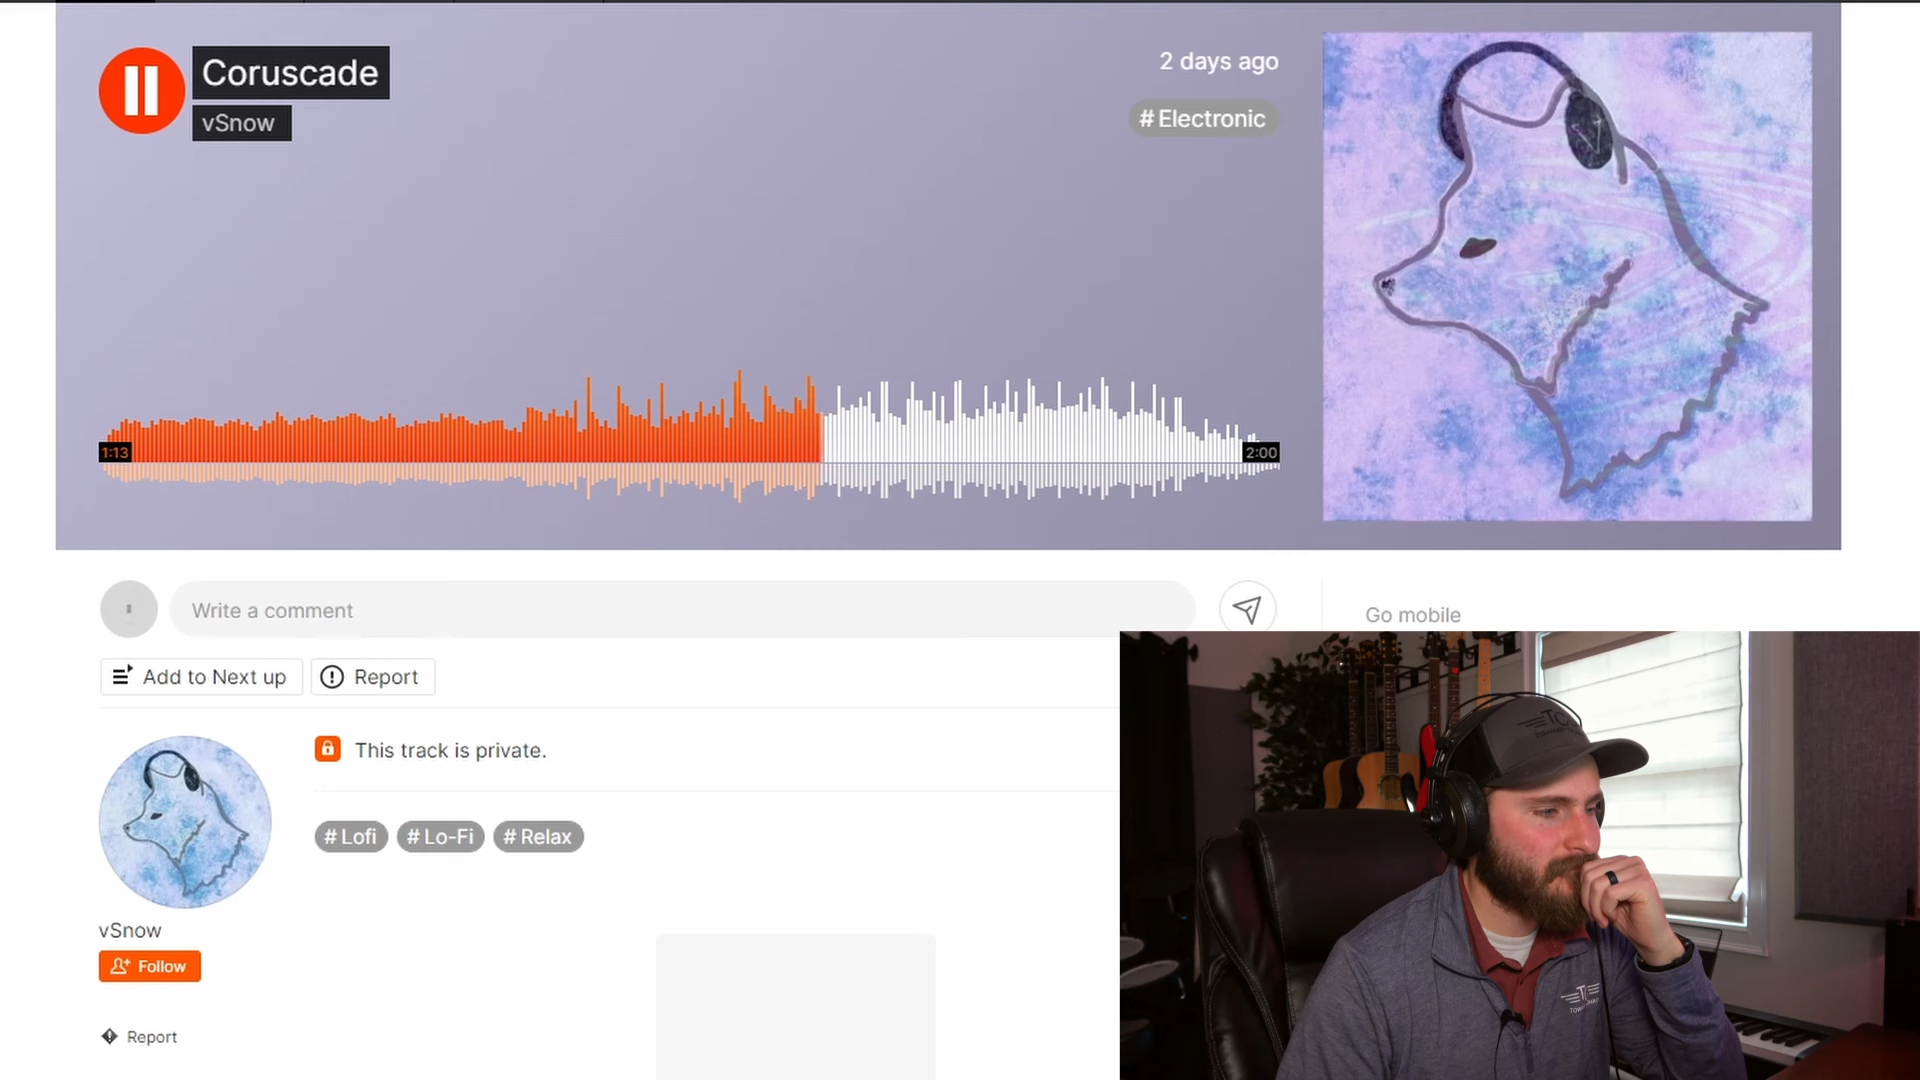 Coruscade
vSnow
2 days ago
# Electronic
1:13
2:00
Write a comment
Go mobile
Add to Next up
Report
This track is private.
# Lofi
# Lo-Fi
# Relax
vSnow
Follow
Report